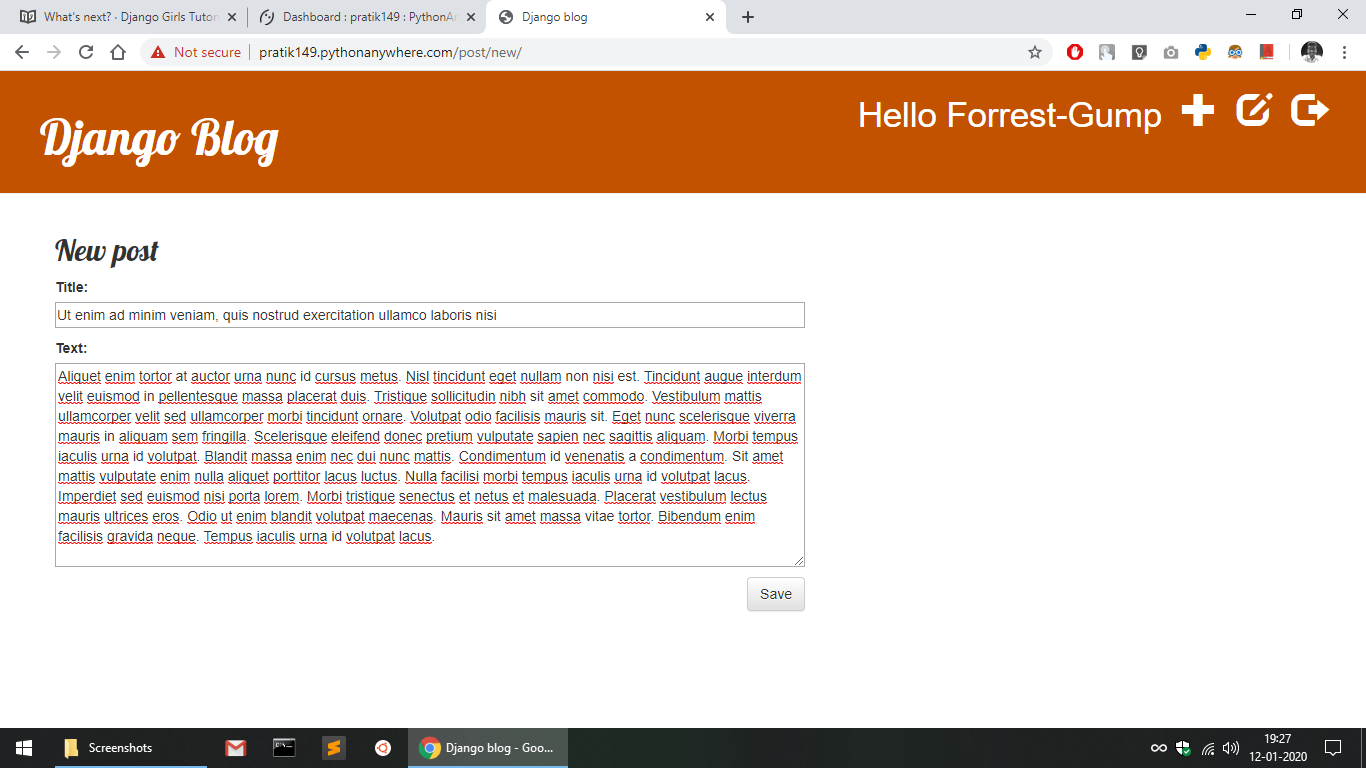 What's next? · Django Girls Tutor
Dashboard : pratik149 : PythonAn
Django blog
Not secure
pratik149.pythonanywhere.com/post/new/
Django Blog
Hello Forrest-Gump
New post
Title:
Ut enim ad minim veniam, quis nostrud exercitation ullamco laboris nisi
Text:
Aliquet enim tortor at auctor urna nunc id cursus metus. Nisl tincidunt eget nullam non nisi est. Tincidunt augue interdum
velit euismod in pellentesque massa placerat duis. Tristique sollicitudin nibh sit amet commodo. Vestibulum mattis
ullamcorper velit sed ullamcorper morbi tincidunt ornare. Volutpat odio facilisis mauris sit. Eget nunc scelerisque viverra
mauris in aliquam sem fringilla. Scelerisque eleifend donec pretium vulputate sapien nec sagittis aliquam. Morbi tempus
iaculis urna id volutpat. Blandit massa enim nec dui nunc mattis. Condimentum id venenatis a condimentum. Sit amet
mattis vulputate enim nulla aliquet porttitor lacus luctus. Nulla facilisi morbi tempus iaculis urna id volutpat lacus.
Imperdiet sed euismod nisi porta lorem. Morbi tristique senectus et netus et malesuada. Placerat vestibulum lectus
mauris ultrices eros. Odio ut enim blandit volutpat maecenas. Mauris sit amet massa vitae tortor. Bibendum enim
facilisis gravida neque. Tempus iaculis urna id volutpat lacus.
Save
Screenshots
Django blog - Goo...
19:27
12-01-2020